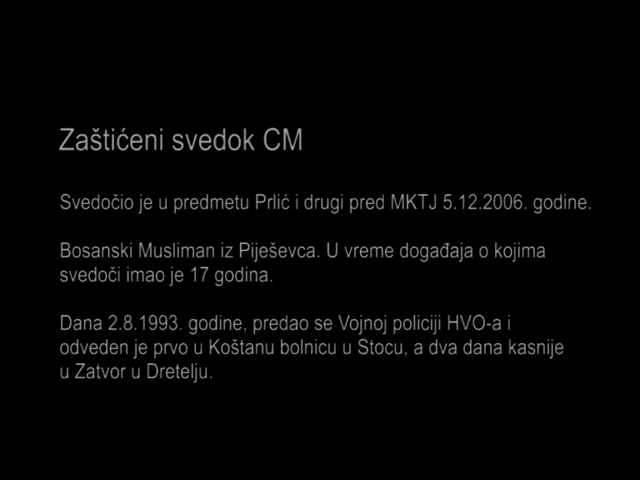 Zaštićeni svedok CM
Svedočio je u predmetu Prlić i drugi pred MKTJ 5.12.2006. godine.
Bosanski Musliman iz Piješevca. U vreme događaja o kojima
svedoči imao je 17 godina.
Dana 2.8.1993. godine, predao se Vojnoj policiji HVO-a i
odveden je prvo u Koštanu bolnicu u Stocu, a dva dana kasnije
u Zatvor u Dretelju.